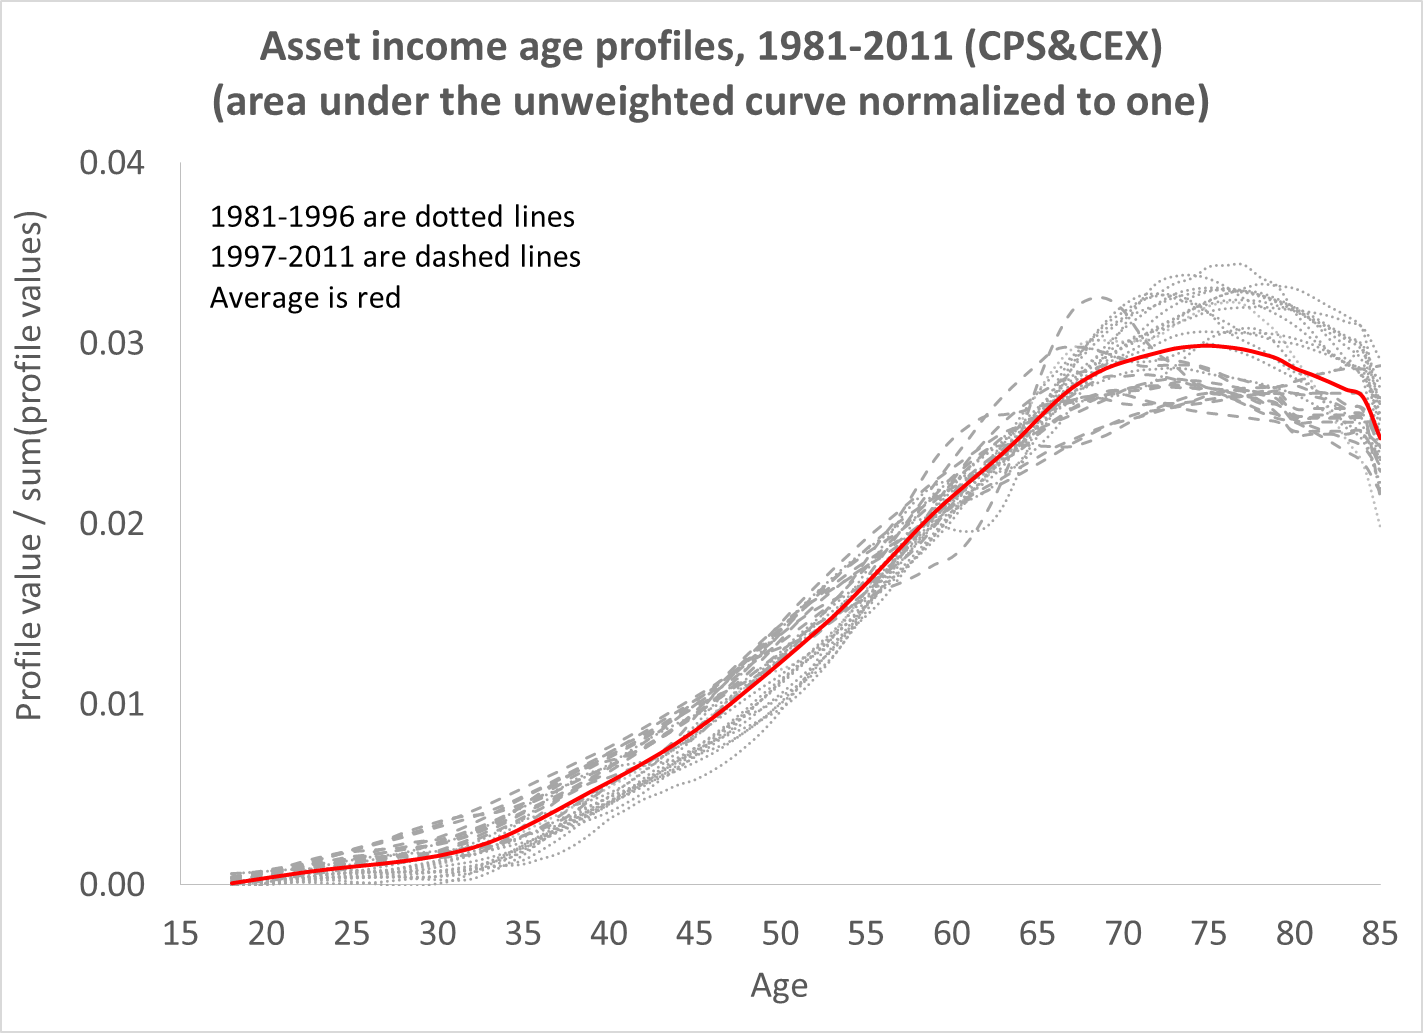 Asset income age profiles, 1981-2011 (CPS&CEX)
(area under the unweighted curve normalized to one)
Profile value / sum(profile values)
0.04
0.03
0.02
0.01
0.00
1981-1996 are dotted lines
1997-2011 are dashed lines
Average is red
15 20 25 30 35 40 45 50 55 60 65 70 75 80 85
Age